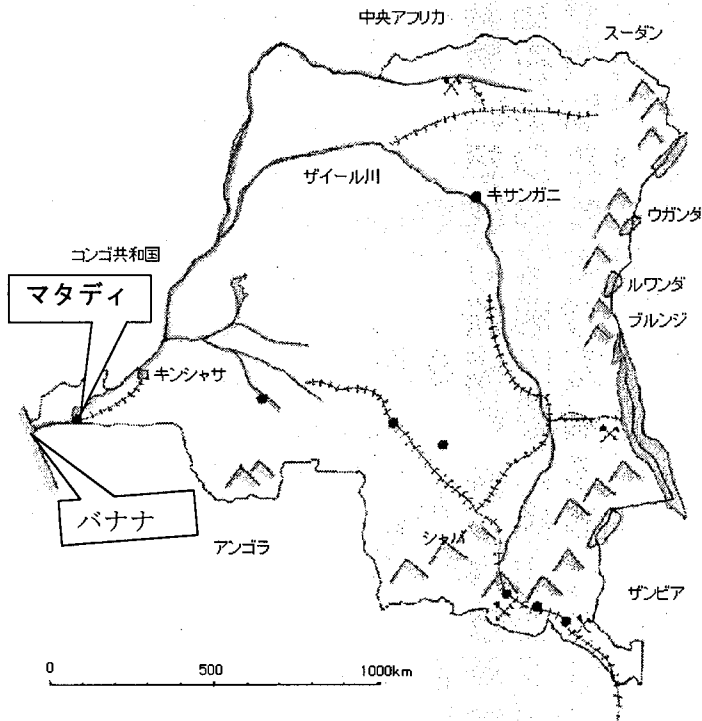 中央アフリカ
スーダン
ザイール川
キサンガニ
ウガンダ
コンゴ共和国
ルワンダ
マタディ
ブルンジ
キンシャサ
バナナ
アンゴラ
シャバ
ザンビア
0 500 1000km